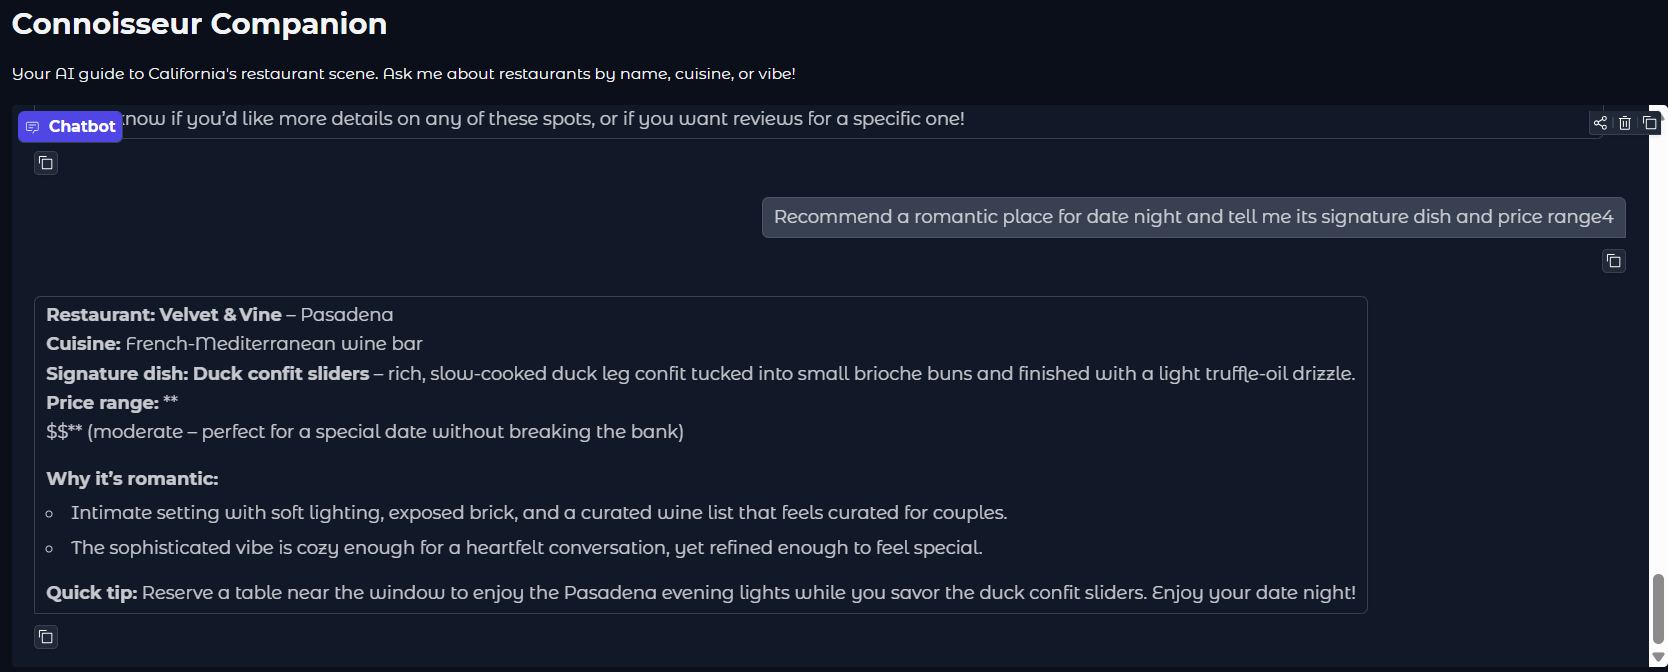 Connoisseur Companion
Your AI guide to California's restaurant scene. Ask me about restaurants by name, cuisine, or vibe!
Chatbot
know if you'd like more details on any of these spots, or if you want reviews for a specific one!
Recommend a romantic place for date night and tell me its signature dish and price range4
Restaurant: Velvet & Vine – Pasadena
Cuisine: French-Mediterranean wine bar
Signature dish: Duck confit sliders – rich, slow-cooked duck leg confit tucked into small brioche buns and finished with a light truffle-oil drizzle.
Price range: **
$$** (moderate – perfect for a special date without breaking the bank)
Why it's romantic:
Intimate setting with soft lighting, exposed brick, and a curated wine list that feels curated for couples.
The sophisticated vibe is cozy enough for a heartfelt conversation, yet refined enough to feel special.
Quick tip: Reserve a table near the window to enjoy the Pasadena evening lights while you savor the duck confit sliders. Enjoy your date night!